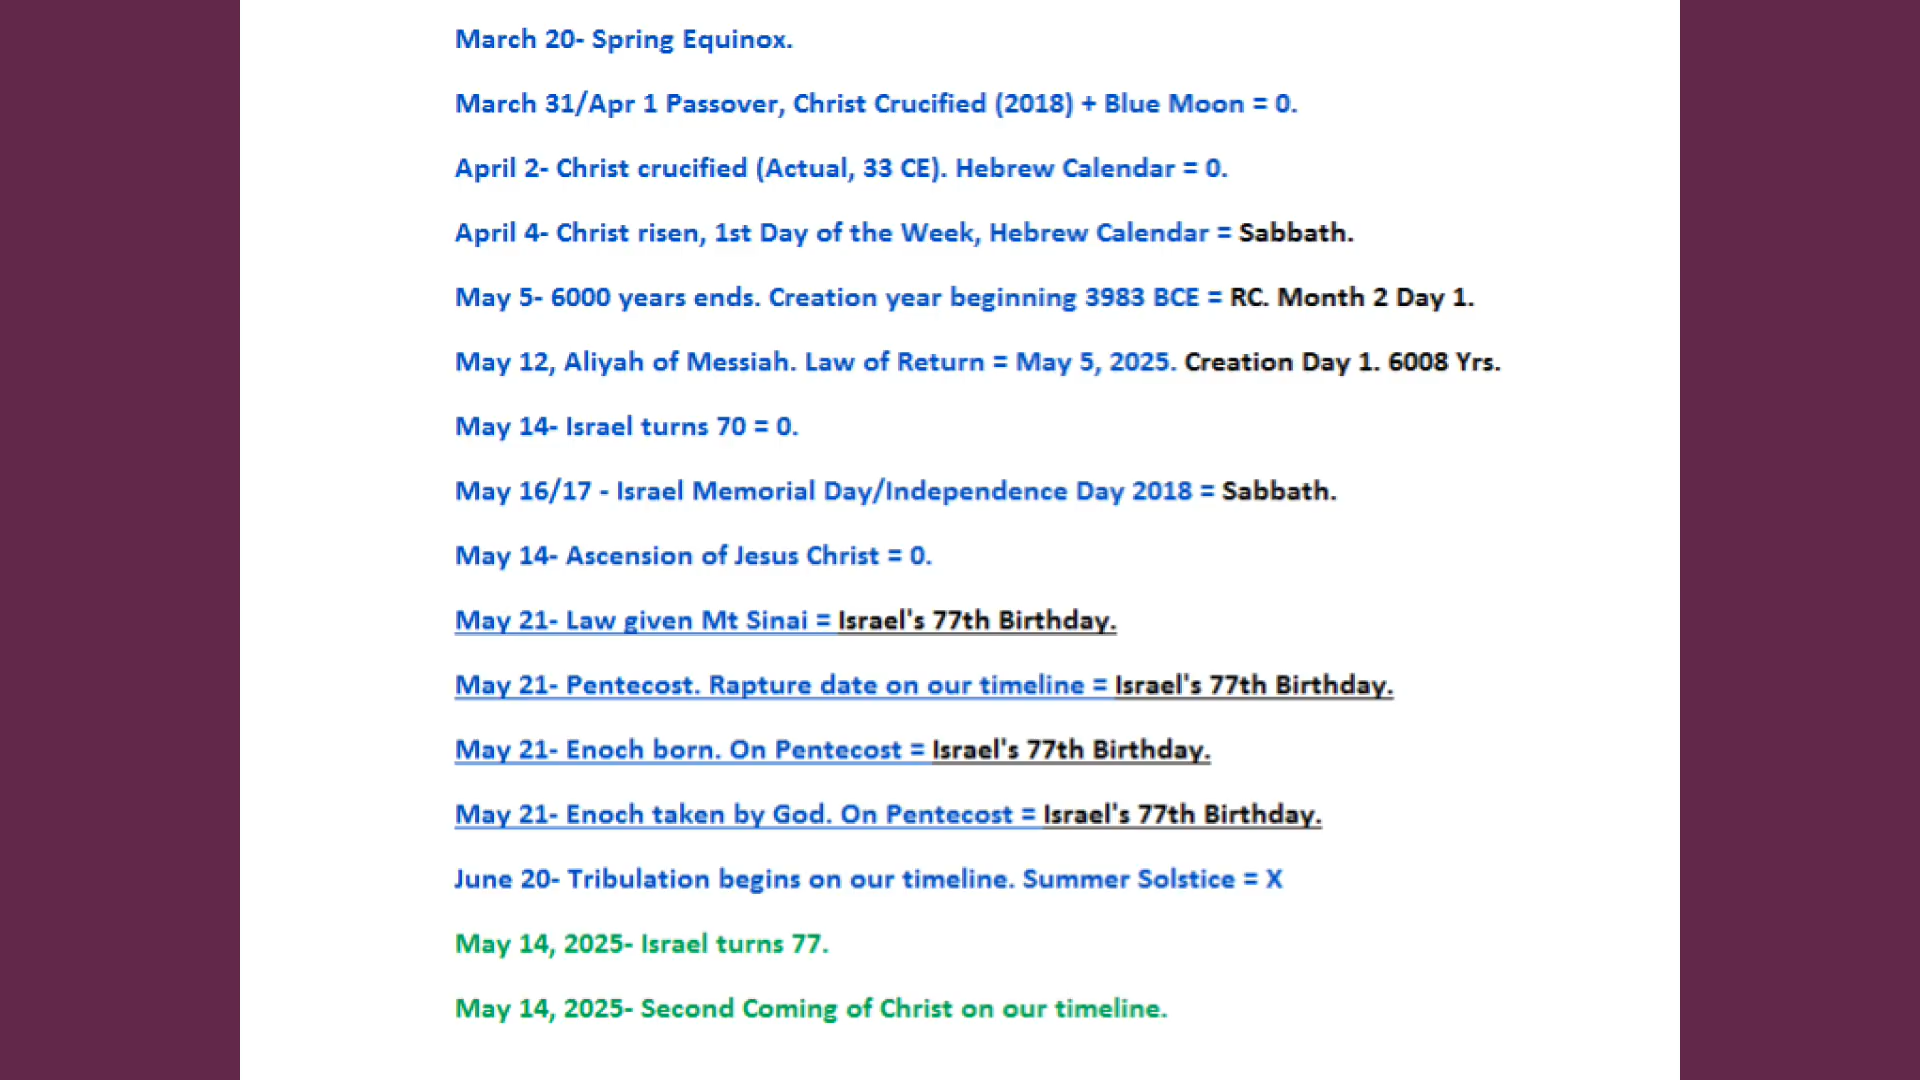 March 20- Spring Equinox.
March 31/Apr 1 Passover, Christ Crucified (2018) + Blue Moon = 0.
April 2- Christ crucified (Actual, 33 CE). Hebrew Calendar = 0.
April 4- Christ risen, 1st Day of the Week, Hebrew Calendar = Sabbath.
May 5- 6000 years ends. Creation year beginning 3983 BCE = RC. Month 2 Day 1.
May 12, Aliyah of Messiah. Law of Return = May 5, 2025. Creation Day 1. 6008 Yrs.
May 14- Israel turns 70 = 0.
May 16/17 - Israel Memorial Day/Independence Day 2018 = Sabbath.
May 14- Ascension of Jesus Christ = 0.
May 21- Law given Mt Sinai = Israel's 77th Birthday.
May 21- Pentecost. Rapture date on our timeline = Israel's 77th Birthday.
May 21- Enoch born. On Pentecost = Israel's 77th Birthday.
May 21- Enoch taken by God. On Pentecost = Israel's 77th Birthday.
June 20- Tribulation begins on our timeline. Summer Solstice = X
May 14, 2025- Israel turns 77.
May 14, 2025- Second Coming of Christ on our timeline.